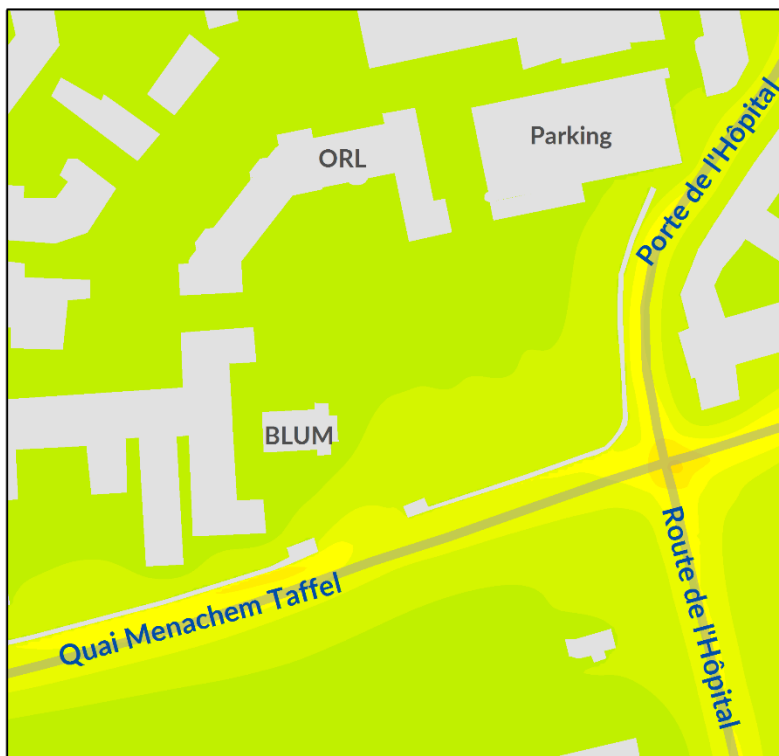 Parking
ORL
Porte de l'Hôpital
BLUM
Route de l'Hôpital
Quai Menachem Taffel